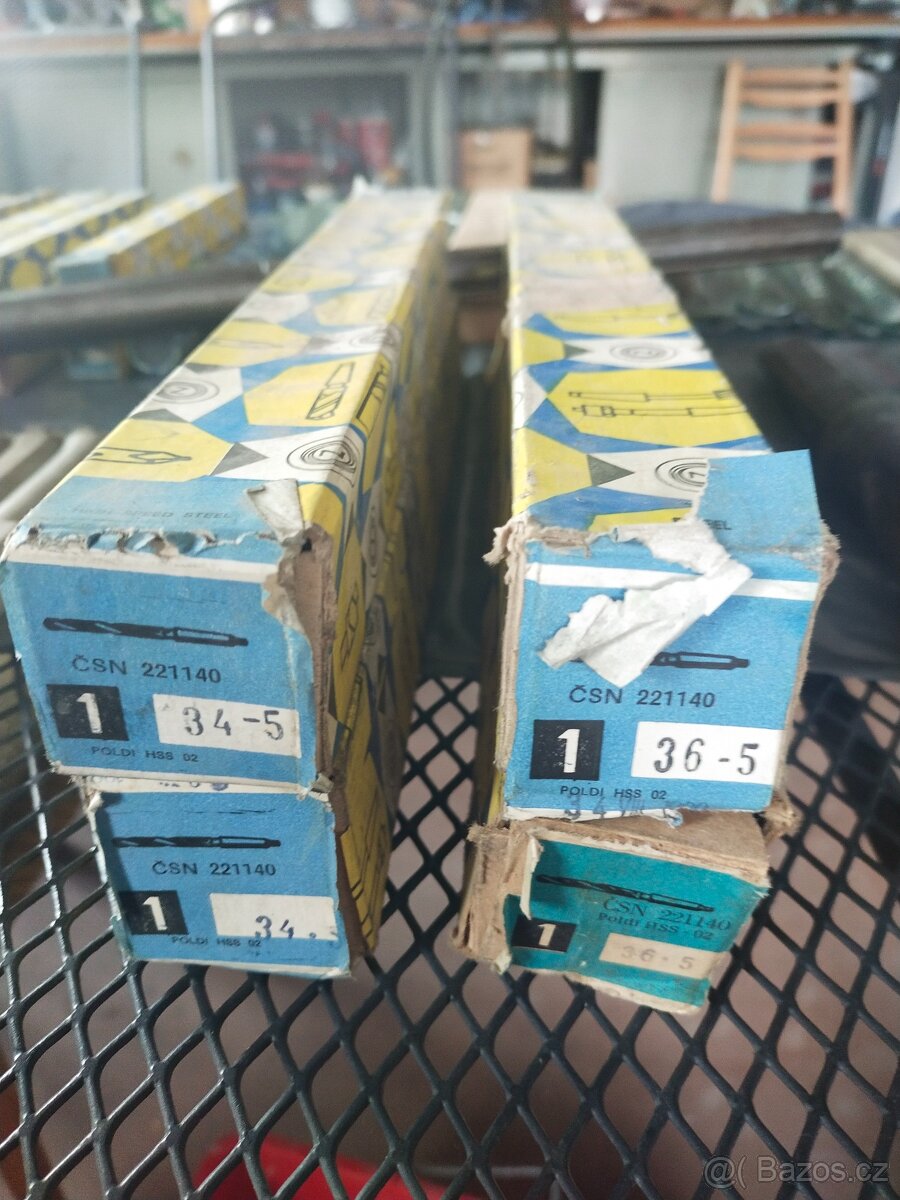 HIGH SPEED STEEL
ČSN 221140
1
34-5
POLDI HSS 02
ČSN 221140
1
34.
POLDI HSS 02
ČSN 221140
1
36-5
POLDI HSS 02
ČSN 221140
POLDI HSS - 02
1
36-5
@( Bazos.cz